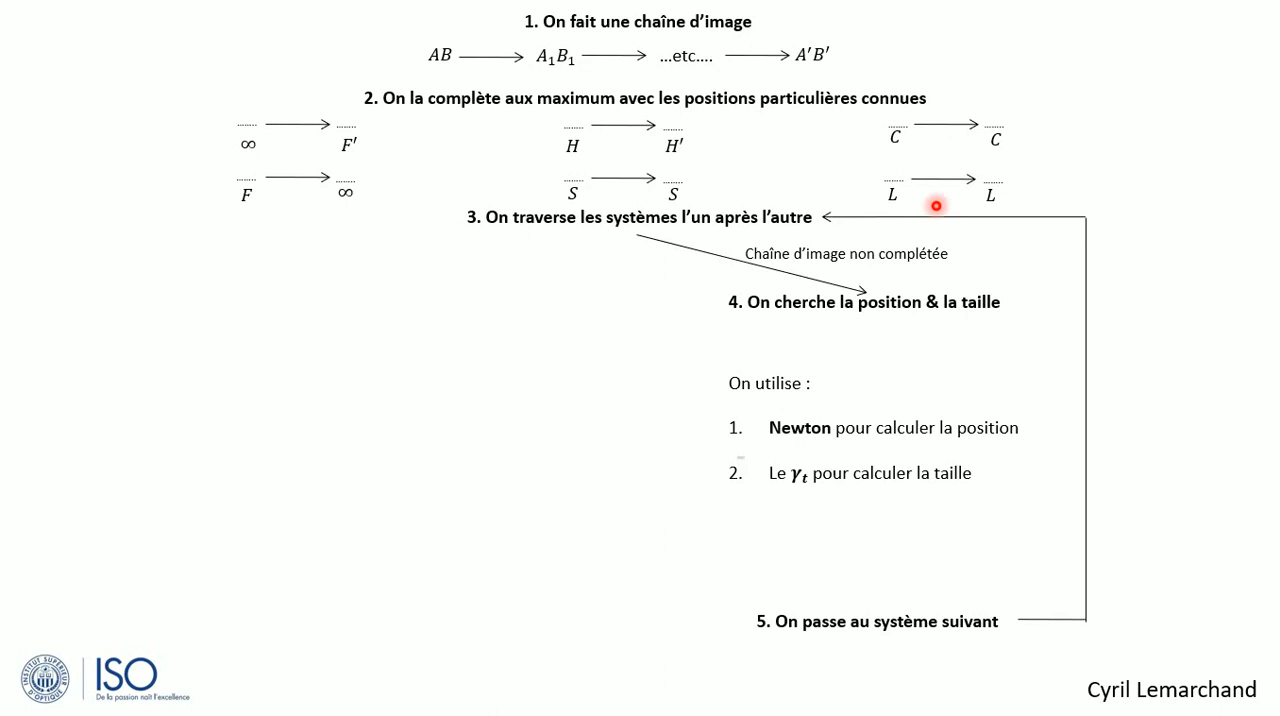 1. On fait une chaîne d’image
AB A₁B₁ …etc…. A′B′
2. On la complète aux maximum avec les positions particulières connues
........ ........ ........ ........ ........ ........
∞ F′ H H′ C C
........ ........ ........ ........ ........ ........
F ∞ S S L L
3. On traverse les systèmes l’un après l’autre
Chaîne d’image non complétée
4. On cherche la position & la taille
On utilise :
1. Newton pour calculer la position
2. Le γₜ pour calculer la taille
5. On passe au système suivant
INSTITUT SUPÉRIEUR D'OPTIQUE
ISO
De la passion naît l'excellence
Cyril Lemarchand